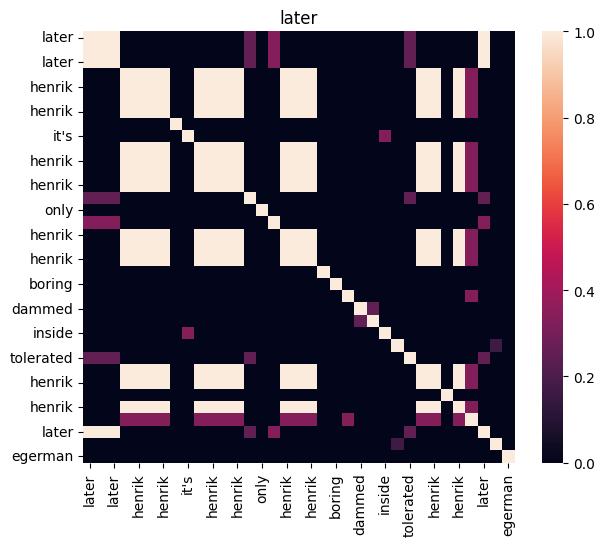 later
later
later
henrik
henrik
it's
henrik
henrik
only
henrik
henrik
boring
dammed
inside
tolerated
henrik
henrik
later
egerman
later
later
henrik
henrik
it's
henrik
henrik
only
henrik
henrik
boring
dammed
inside
tolerated
henrik
henrik
later
egerman
1.0
0.8
0.6
0.4
0.2
0.0